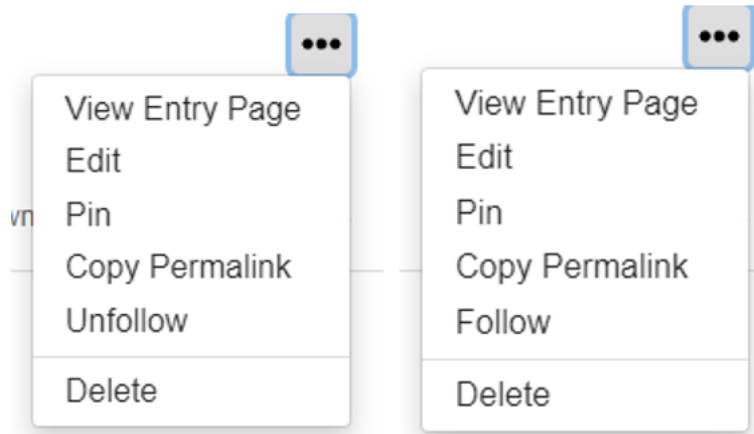 View Entry Page
Edit
Pin
Copy Permalink
Unfollow
Delete
View Entry Page
Edit
Pin
Copy Permalink
Follow
Delete